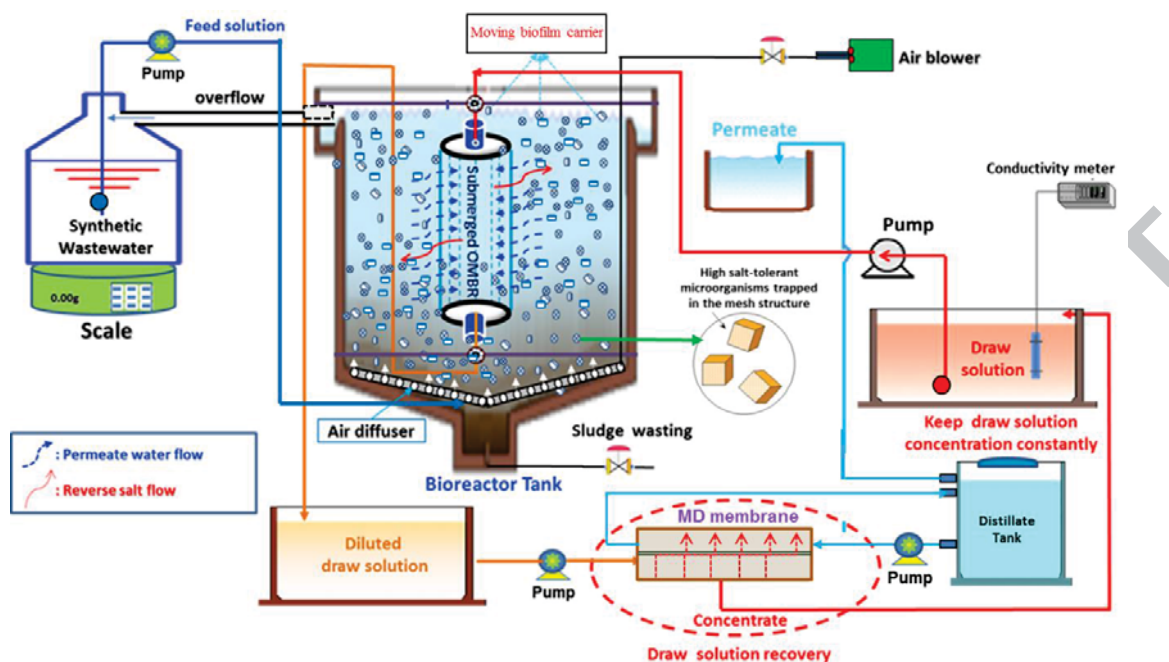 Feed solution
Pump
Moving biofilm carrier
Air blower
overflow
Permeate
Conductivity meter
Submerged OMBR
Synthetic
Wastewater
Pump
High salt-tolerant
microorganisms trapped
in the mesh structure
0.00g
Scale
Draw
solution
Keep draw solution
concentration constantly
Air diffuser
Sludge wasting
: Permeate water flow
: Reverse salt flow
Bioreactor Tank
MD membrane
Distillate
Tank
Diluted
draw solution
Pump
Pump
Concentrate
Draw solution recovery